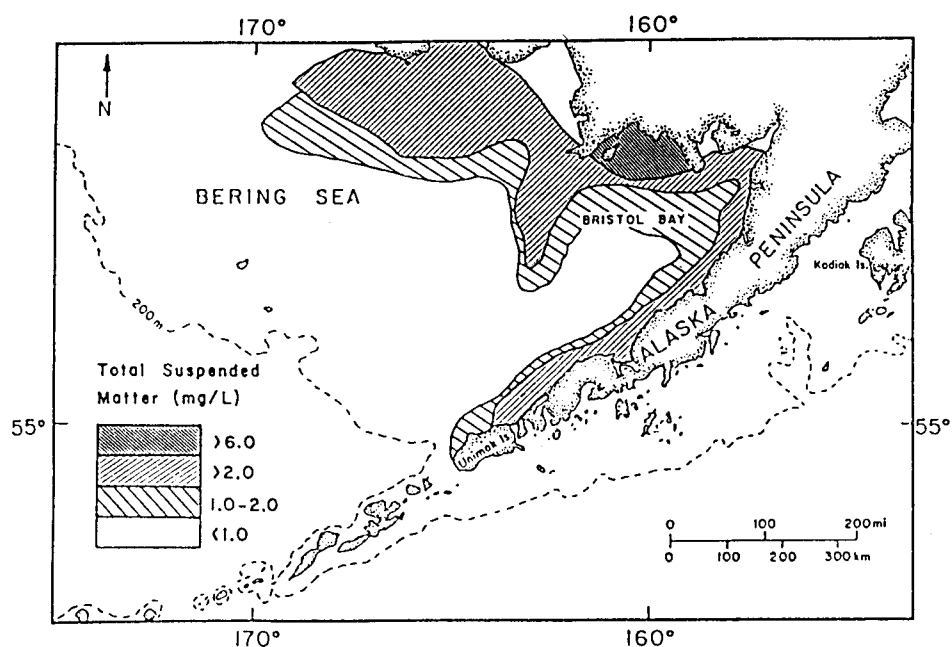 170°
160°
N
BERING SEA
BRISTOL BAY
PENINSULA
Kodiak Is.
200m
ALASKA
Total Suspended
Matter (mg/L)
55°
55°
>6.0
>2.0
1.0-2.0
<1.0
Unimak Is.
0 100 200 mi
0 100 200 300 km
170°
160°